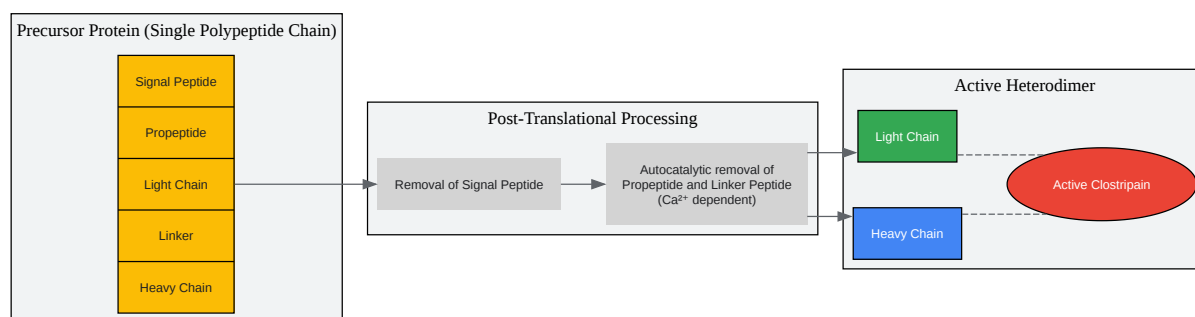 Precursor Protein (Single Polypeptide Chain)
Signal Peptide
Propeptide
Light Chain
Linker
Heavy Chain
Post-Translational Processing
Removal of Signal Peptide
Autocatalytic removal of
Propeptide and Linker Peptide
(Ca²⁺ dependent)
Active Heterodimer
Light Chain
Heavy Chain
Active Clostripain